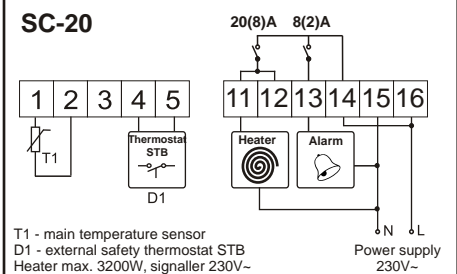 SC-20
20(8)A 8(2)A
1 2 3 4 5
11 12 13 14 15 16
T1
Thermostat
STB
D1
Heater
Alarm
N L
T1 - main temperature sensor
D1 - external safety thermostat STB
Heater max. 3200W, signaller 230V~
Power supply
230V~